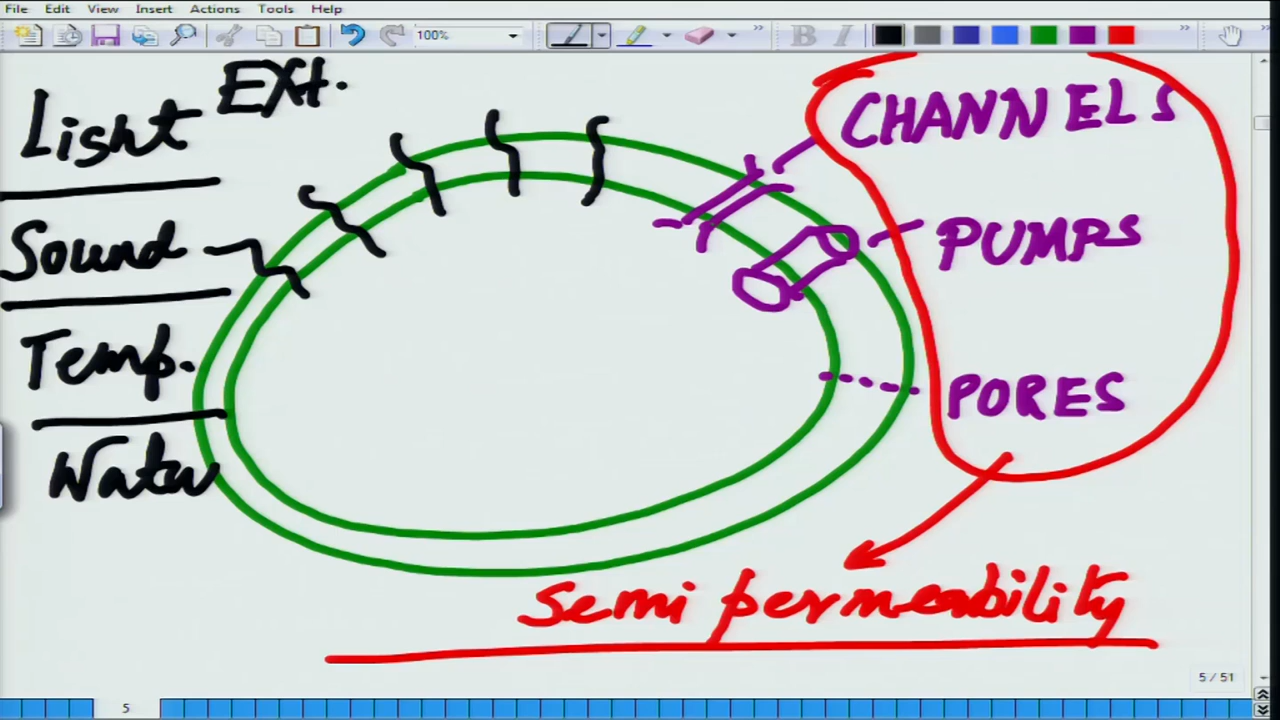 File Edit View Insert Actions Tools Help
100%
Ext.
Light
Sound
Temp.
Water
CHANNELS
PUMPS
PORES
Semi permeability
5 / 51
5